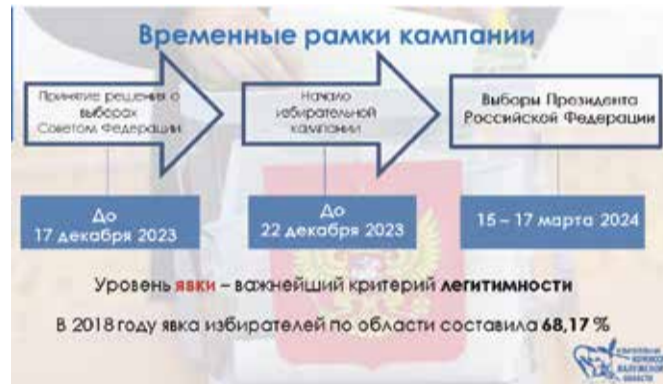 Временные рамки кампании
Принятие решения о
выборах
Советом Федерации
Начало
избирательной
кампании
Выборы Президента
Российской Федерации
До
17 декабря 2023
До
22 декабря 2023
15 – 17 марта 2024
Уровень явки – важнейший критерий легитимности
В 2018 году явка избирателей по области составила 68,17 %
ОБЛАСТИ